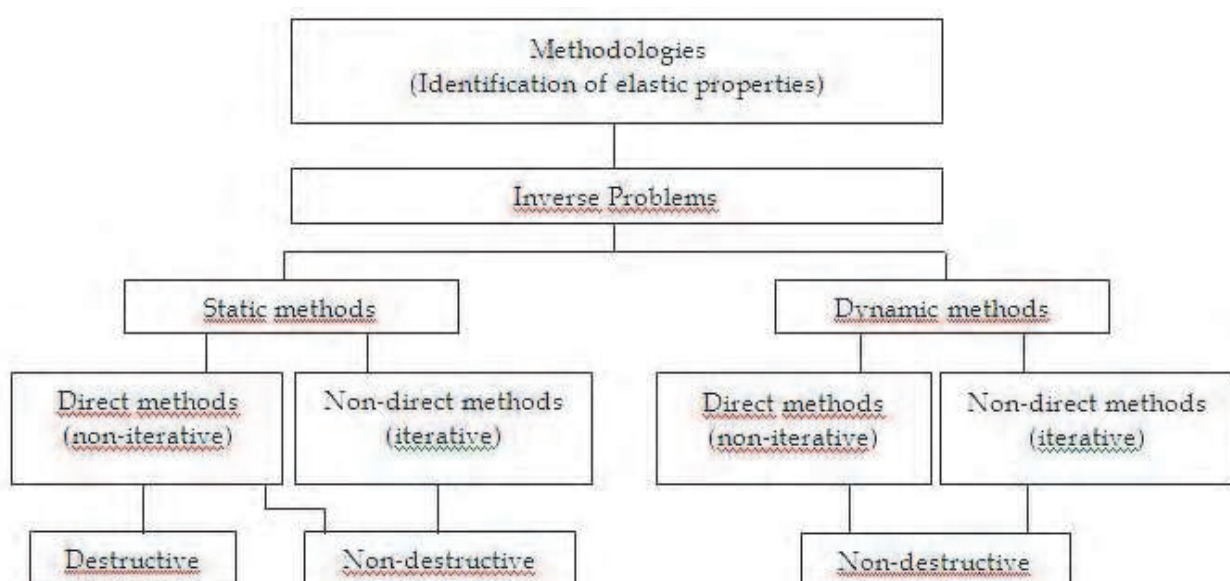 Methodologies
(Identification of elastic properties)
Inverse Problems
Static methods
Dynamic methods
Direct methods
(non-iterative)
Non-direct methods
(iterative)
Direct methods
(non-iterative)
Non-direct methods
(iterative)
Destructive
Non-destructive
Non-destructive